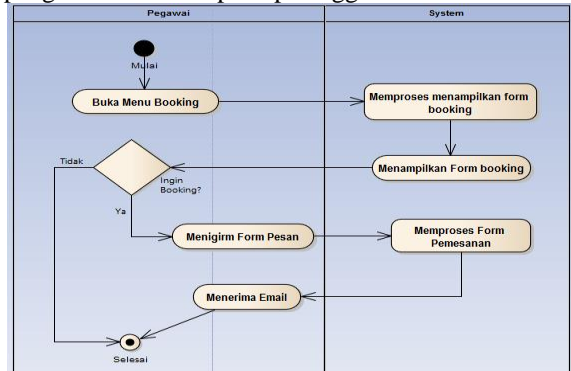 Pegawai
System
Mulai
Buka Menu Booking
Memproses menampilkan form
booking
Menampilkan Form booking
Tidak
Ingin
Booking?
Ya
Menigirm Form Pesan
Memproses Form
Pemesanan
Menerima Email
Selesai